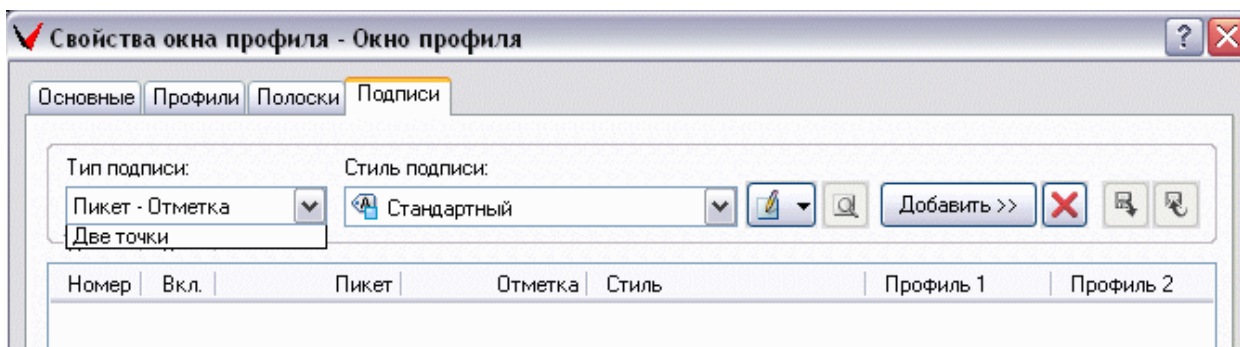 Свойства окна профиля - Окно профиля
Основные Профили Полоски Подписи
Тип подписи: Стиль подписи:
Пикет - Отметка Стандартный Добавить >>
Две точки
Номер Вкл. Пикет Отметка Стиль Профиль 1 Профиль 2